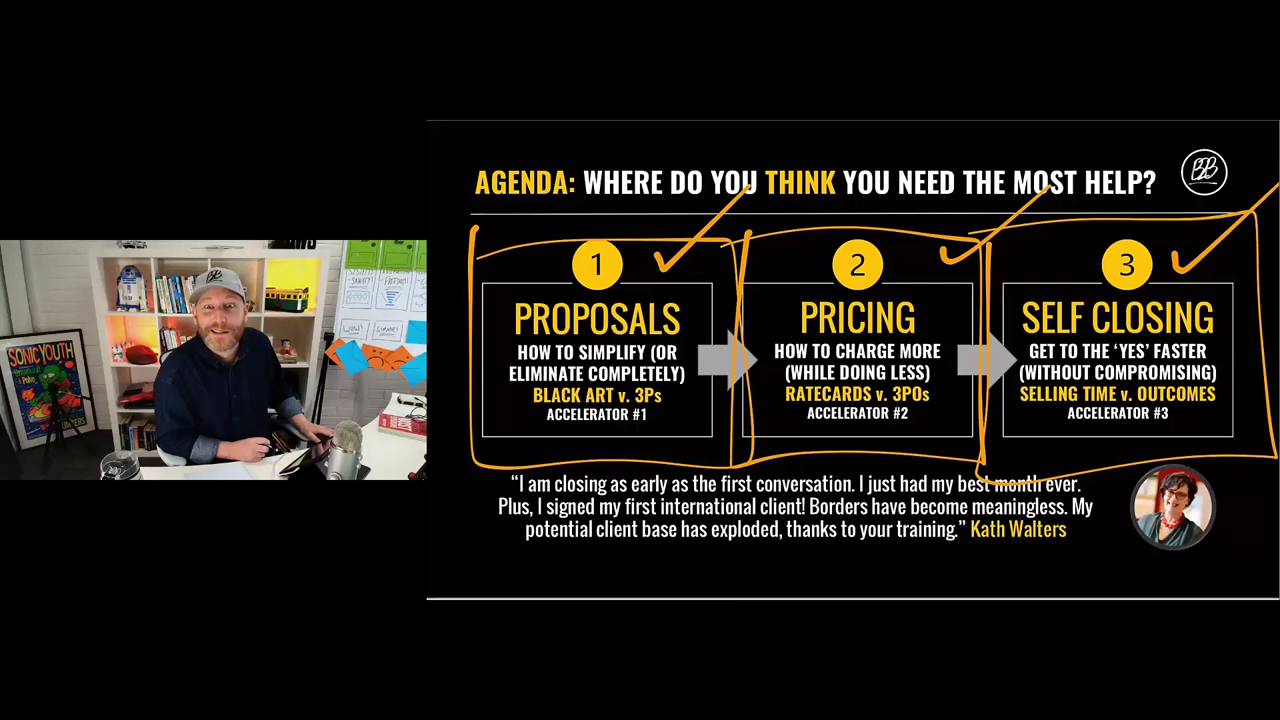 AGENDA: WHERE DO YOU THINK YOU NEED THE MOST HELP?
BBB
1
PROPOSALS
HOW TO SIMPLIFY (OR
ELIMINATE COMPLETELY)
BLACK ART v. 3Ps
ACCELERATOR #1
2
PRICING
HOW TO CHARGE MORE
(WHILE DOING LESS)
RATECARDS v. 3POs
ACCELERATOR #2
3
SELF CLOSING
GET TO THE ‘YES’ FASTER
(WITHOUT COMPROMISING)
SELLING TIME v. OUTCOMES
ACCELERATOR #3
“I am closing as early as the first conversation. I just had my best month ever.
Plus, I signed my first international client! Borders have become meaningless. My
potential client base has exploded, thanks to your training.” Kath Walters
SONIC YOUTH